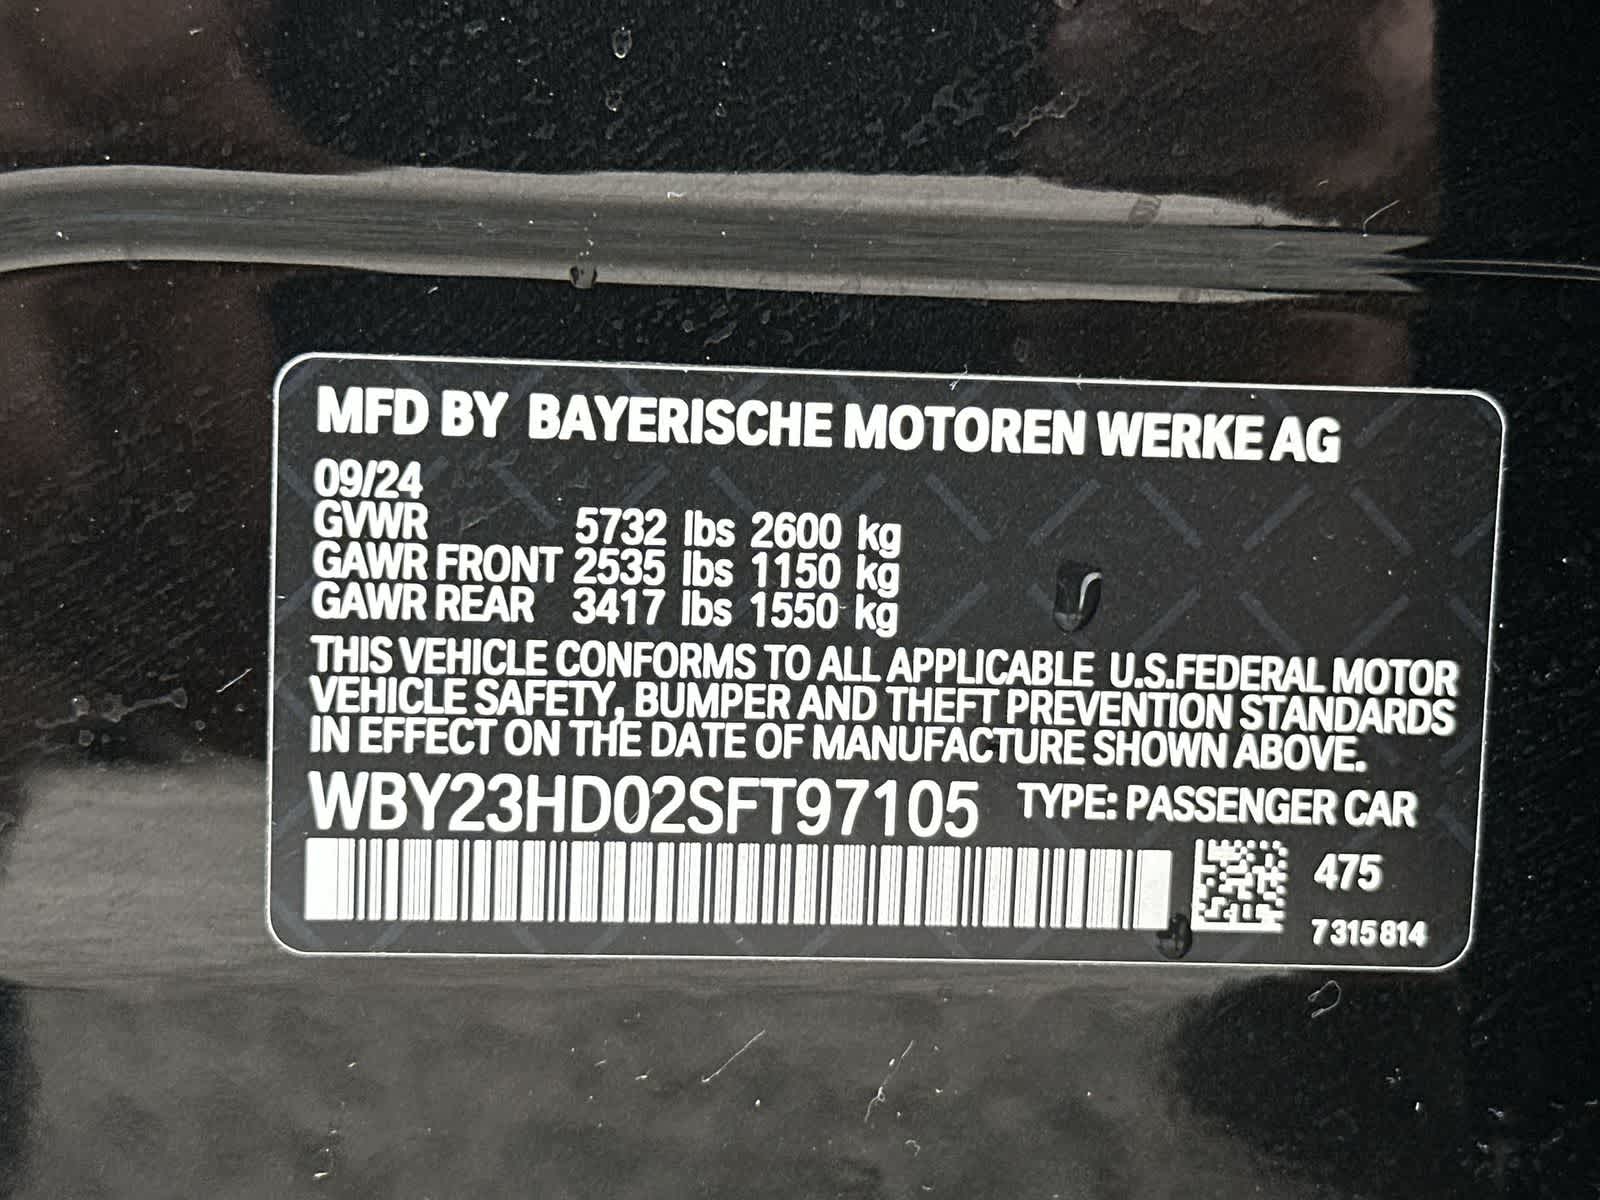 MFD BY BAYERISCHE MOTOREN WERKE AG
09/24
GVWR 5732 lbs 2600 kg
GAWR FRONT 2535 lbs 1150 kg
GAWR REAR 3417 lbs 1550 kg
THIS VEHICLE CONFORMS TO ALL APPLICABLE U.S.FEDERAL MOTOR
VEHICLE SAFETY, BUMPER AND THEFT PREVENTION STANDARDS
IN EFFECT ON THE DATE OF MANUFACTURE SHOWN ABOVE.
WBY23HD02SFT97105 TYPE: PASSENGER CAR
475
7315814